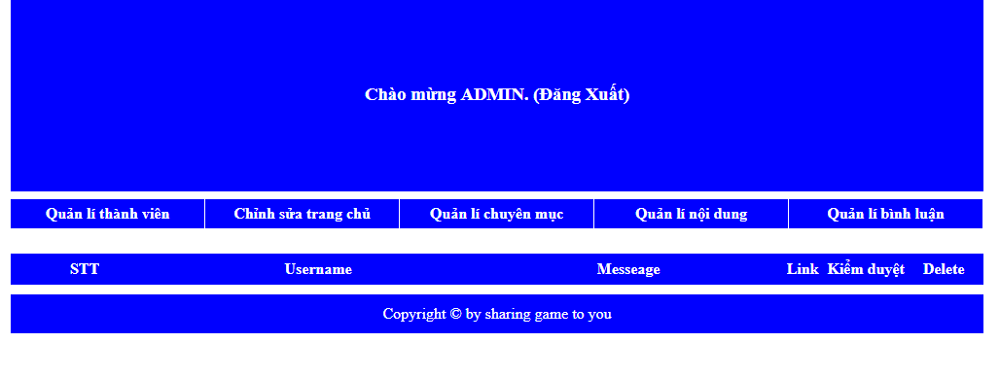 Chào mừng ADMIN. (Đăng Xuất)
Quản lí thành viên Chỉnh sửa trang chủ Quản lí chuyên mục Quản lí nội dung Quản lí bình luận
STT Username Messeage Link Kiểm duyệt Delete
Copyright © by sharing game to you